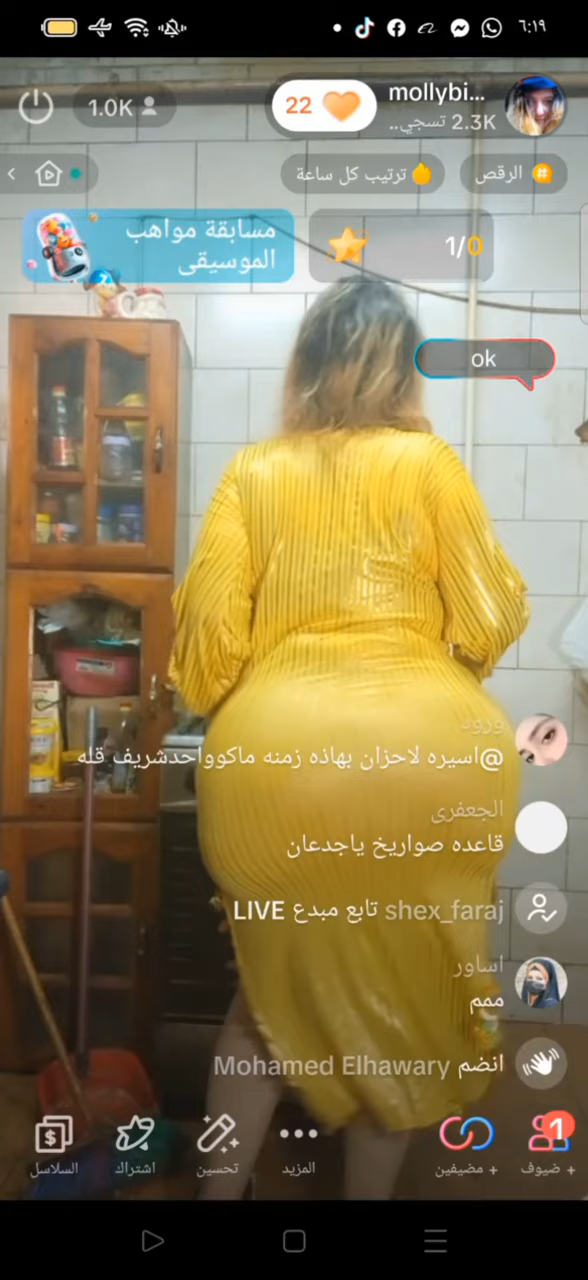 ٦:١٩
mollybi...
22
1.0K
2.3K تسجي..
الرقص
ترتيب كل ساعة
1/0
مسابقة مواهب
الموسيقى
ok
ورود
@اسيره لاحزان بهاذه زمنه ماكوواحدشريف قله
الجعفرى
قاعده صواريخ ياجدعان
shex_faraj تابع مبدع LIVE
اساور
ممم
Mohamed Elhawary انضم
1
+ ضيوف
+ مضيفين
المزيد
تحسين
اشتراك
السلاسل